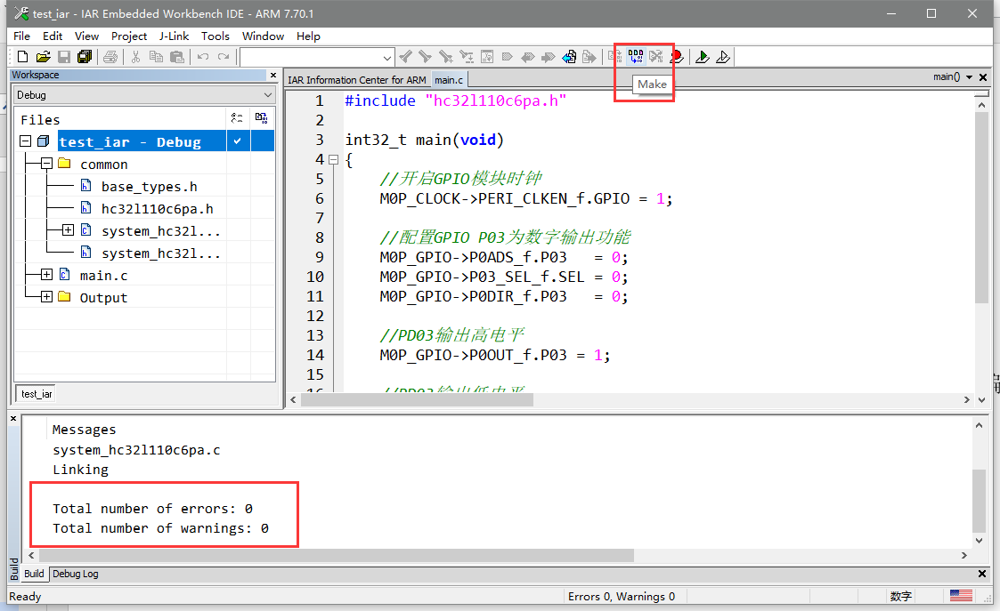 test_iar - IAR Embedded Workbench IDE - ARM 7.70.1
File Edit View Project J-Link Tools Window Help
Make
Workspace
Debug
Files
test_iar - Debug
common
base_types.h
hc32l110c6pa.h
system_hc32l...
system_hc32l...
main.c
Output
test_iar
IAR Information Center for ARM main.c main()
1 #include "hc32l110c6pa.h"
2
3 int32_t main(void)
4 {
5 //开启GPIO模块时钟
6 M0P_CLOCK->PERI_CLKEN_f.GPIO = 1;
7
8 //配置GPIO P03为数字输出功能
9 M0P_GPIO->P0ADS_f.P03 = 0;
10 M0P_GPIO->P03_SEL_f.SEL = 0;
11 M0P_GPIO->P0DIR_f.P03 = 0;
12
13 //PD03输出高电平
14 M0P_GPIO->P0OUT_f.P03 = 1;
15
16 //PD03输出低电平
Messages
system_hc32l110c6pa.c
Linking
Total number of errors: 0
Total number of warnings: 0
Build
Build Debug Log
Ready Errors 0, Warnings 0 数字